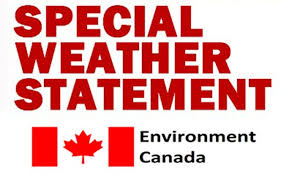 SPECIAL
WEATHER
STATEMENT
Environment
Canada